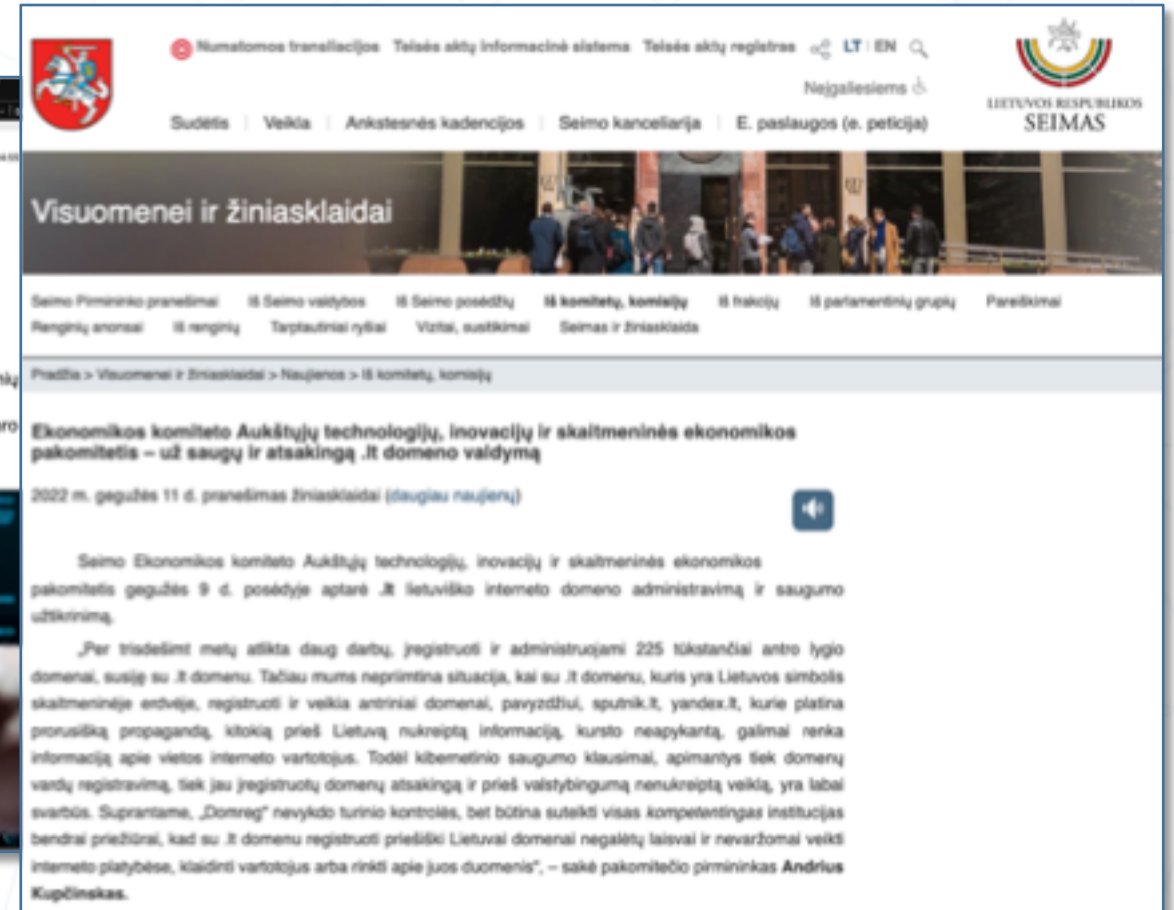 Numatomos transliacijos Teisės aktų informacinė sistema Teisės aktų registras LT | EN
Neįgaliesiems
LIETUVOS RESPUBLIKOS
SEIMAS
Sudėtis | Veikla | Ankstesnės kadencijos | Seimo kanceliarija | E. paslaugos (e. peticija)
Visuomenei ir žiniasklaidai
Seimo Pirmininko pranešimai Iš Seimo valdybos Iš Seimo posėdžių Iš komitetų, komisijų Iš frakcijų Iš parlamentinių grupių Pareiškimai
Renginių anonsai Iš renginių Tarptautiniai ryšiai Vizitai, susitikimai Seimas ir žiniasklaida
Pradžia > Visuomenei ir žiniasklaidai > Naujienos > Iš komitetų, komisijų
Ekonomikos komiteto Aukštųjų technologijų, inovacijų ir skaitmeninės ekonomikos
pakomitetis – už saugų ir atsakingą .lt domeno valdymą
2022 m. gegužės 11 d. pranešimas žiniasklaidai (daugiau naujienų)
Seimo Ekonomikos komiteto Aukštųjų technologijų, inovacijų ir skaitmeninės ekonomikos
pakomitetis gegužės 9 d. posėdyje aptarė .lt lietuviško interneto domeno administravimą ir saugumo
užtikrinimą.
„Per trisdešimt metų atlikta daug darbų, įregistruoti ir administruojami 225 tūkstančiai antro lygio
domenai, susiję su .lt domenu. Tačiau mums nepriimtina situacija, kai su .lt domenu, kuris yra Lietuvos simbolis
skaitmeninėje erdvėje, registruoti ir veikla antriniai domenai, pavyzdžiui, sputnik.lt, yandex.lt, kurie platina
prorusišką propagandą, kitokią prieš Lietuvą nukreiptą informaciją, kursto neapykantą, galimai renka
informaciją apie vietos interneto vartotojus. Todėl kibernetinio saugumo klausimai, apimantys tiek domenų
vardų registravimą, tiek jau įregistruotų domenų atsakingą ir prieš valstybingumą nenukreiptą veiklą, yra labai
svarbūs. Suprantame, „Domreg“ nevykdo turinio kontrolės, bet būtina suteikti visas kompetentingas institucijas
bendrai priežiūrai, kad su .lt domenu registruoti priešiški Lietuvai domenai negalėtų laisvai ir nevaržomai veikti
interneto platybėse, klaidinti vartotojus arba rinkti apie juos duomenis“, – sakė pakomitečio pirmininkas Andrius
Kupčinskas.